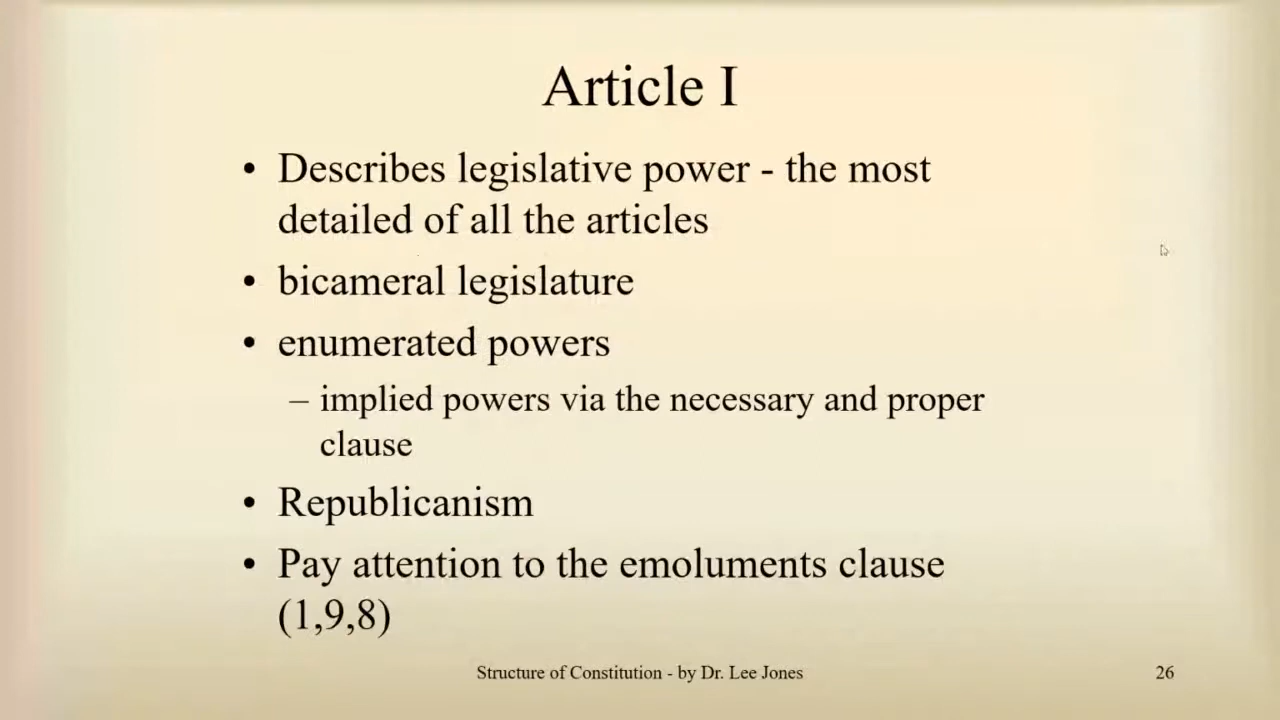 Article I
• Describes legislative power - the most
detailed of all the articles
• bicameral legislature
• enumerated powers
– implied powers via the necessary and proper
clause
• Republicanism
• Pay attention to the emoluments clause
(1,9,8)
Structure of Constitution - by Dr. Lee Jones
26